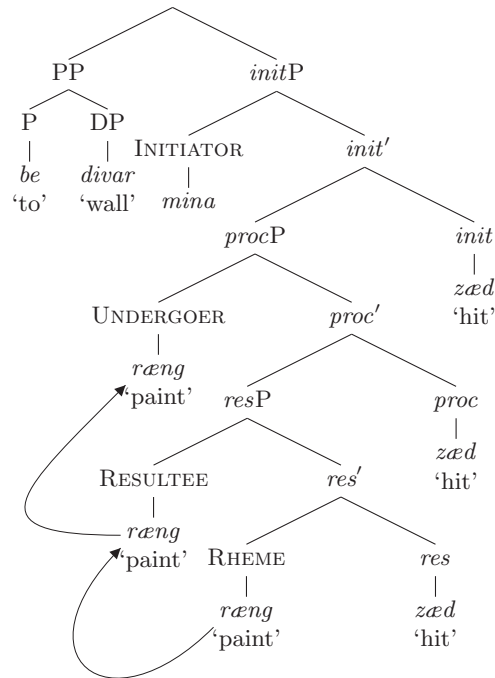 PP initP
P DP INITIATOR init′
be divar mina
‘to’ ‘wall’
procP init
zæd
‘hit’
UNDERGOER proc′
ræng
‘paint’
resP proc
zæd
‘hit’
RESULTEE res′
ræng
‘paint’
RHEME res
ræng zæd
‘paint’ ‘hit’